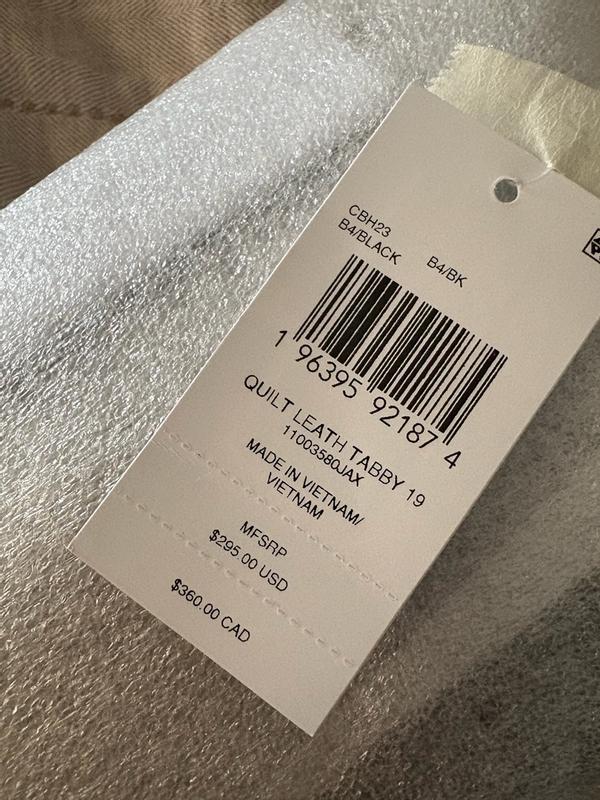 CBH23
B4/BLACK B4/BK
1 96395 92187 4
QUILT LEATH TABBY 19
11003580JAX
MADE IN VIETNAM/
VIETNAM
MFSRP
$295.00 USD
$360.00 CAD